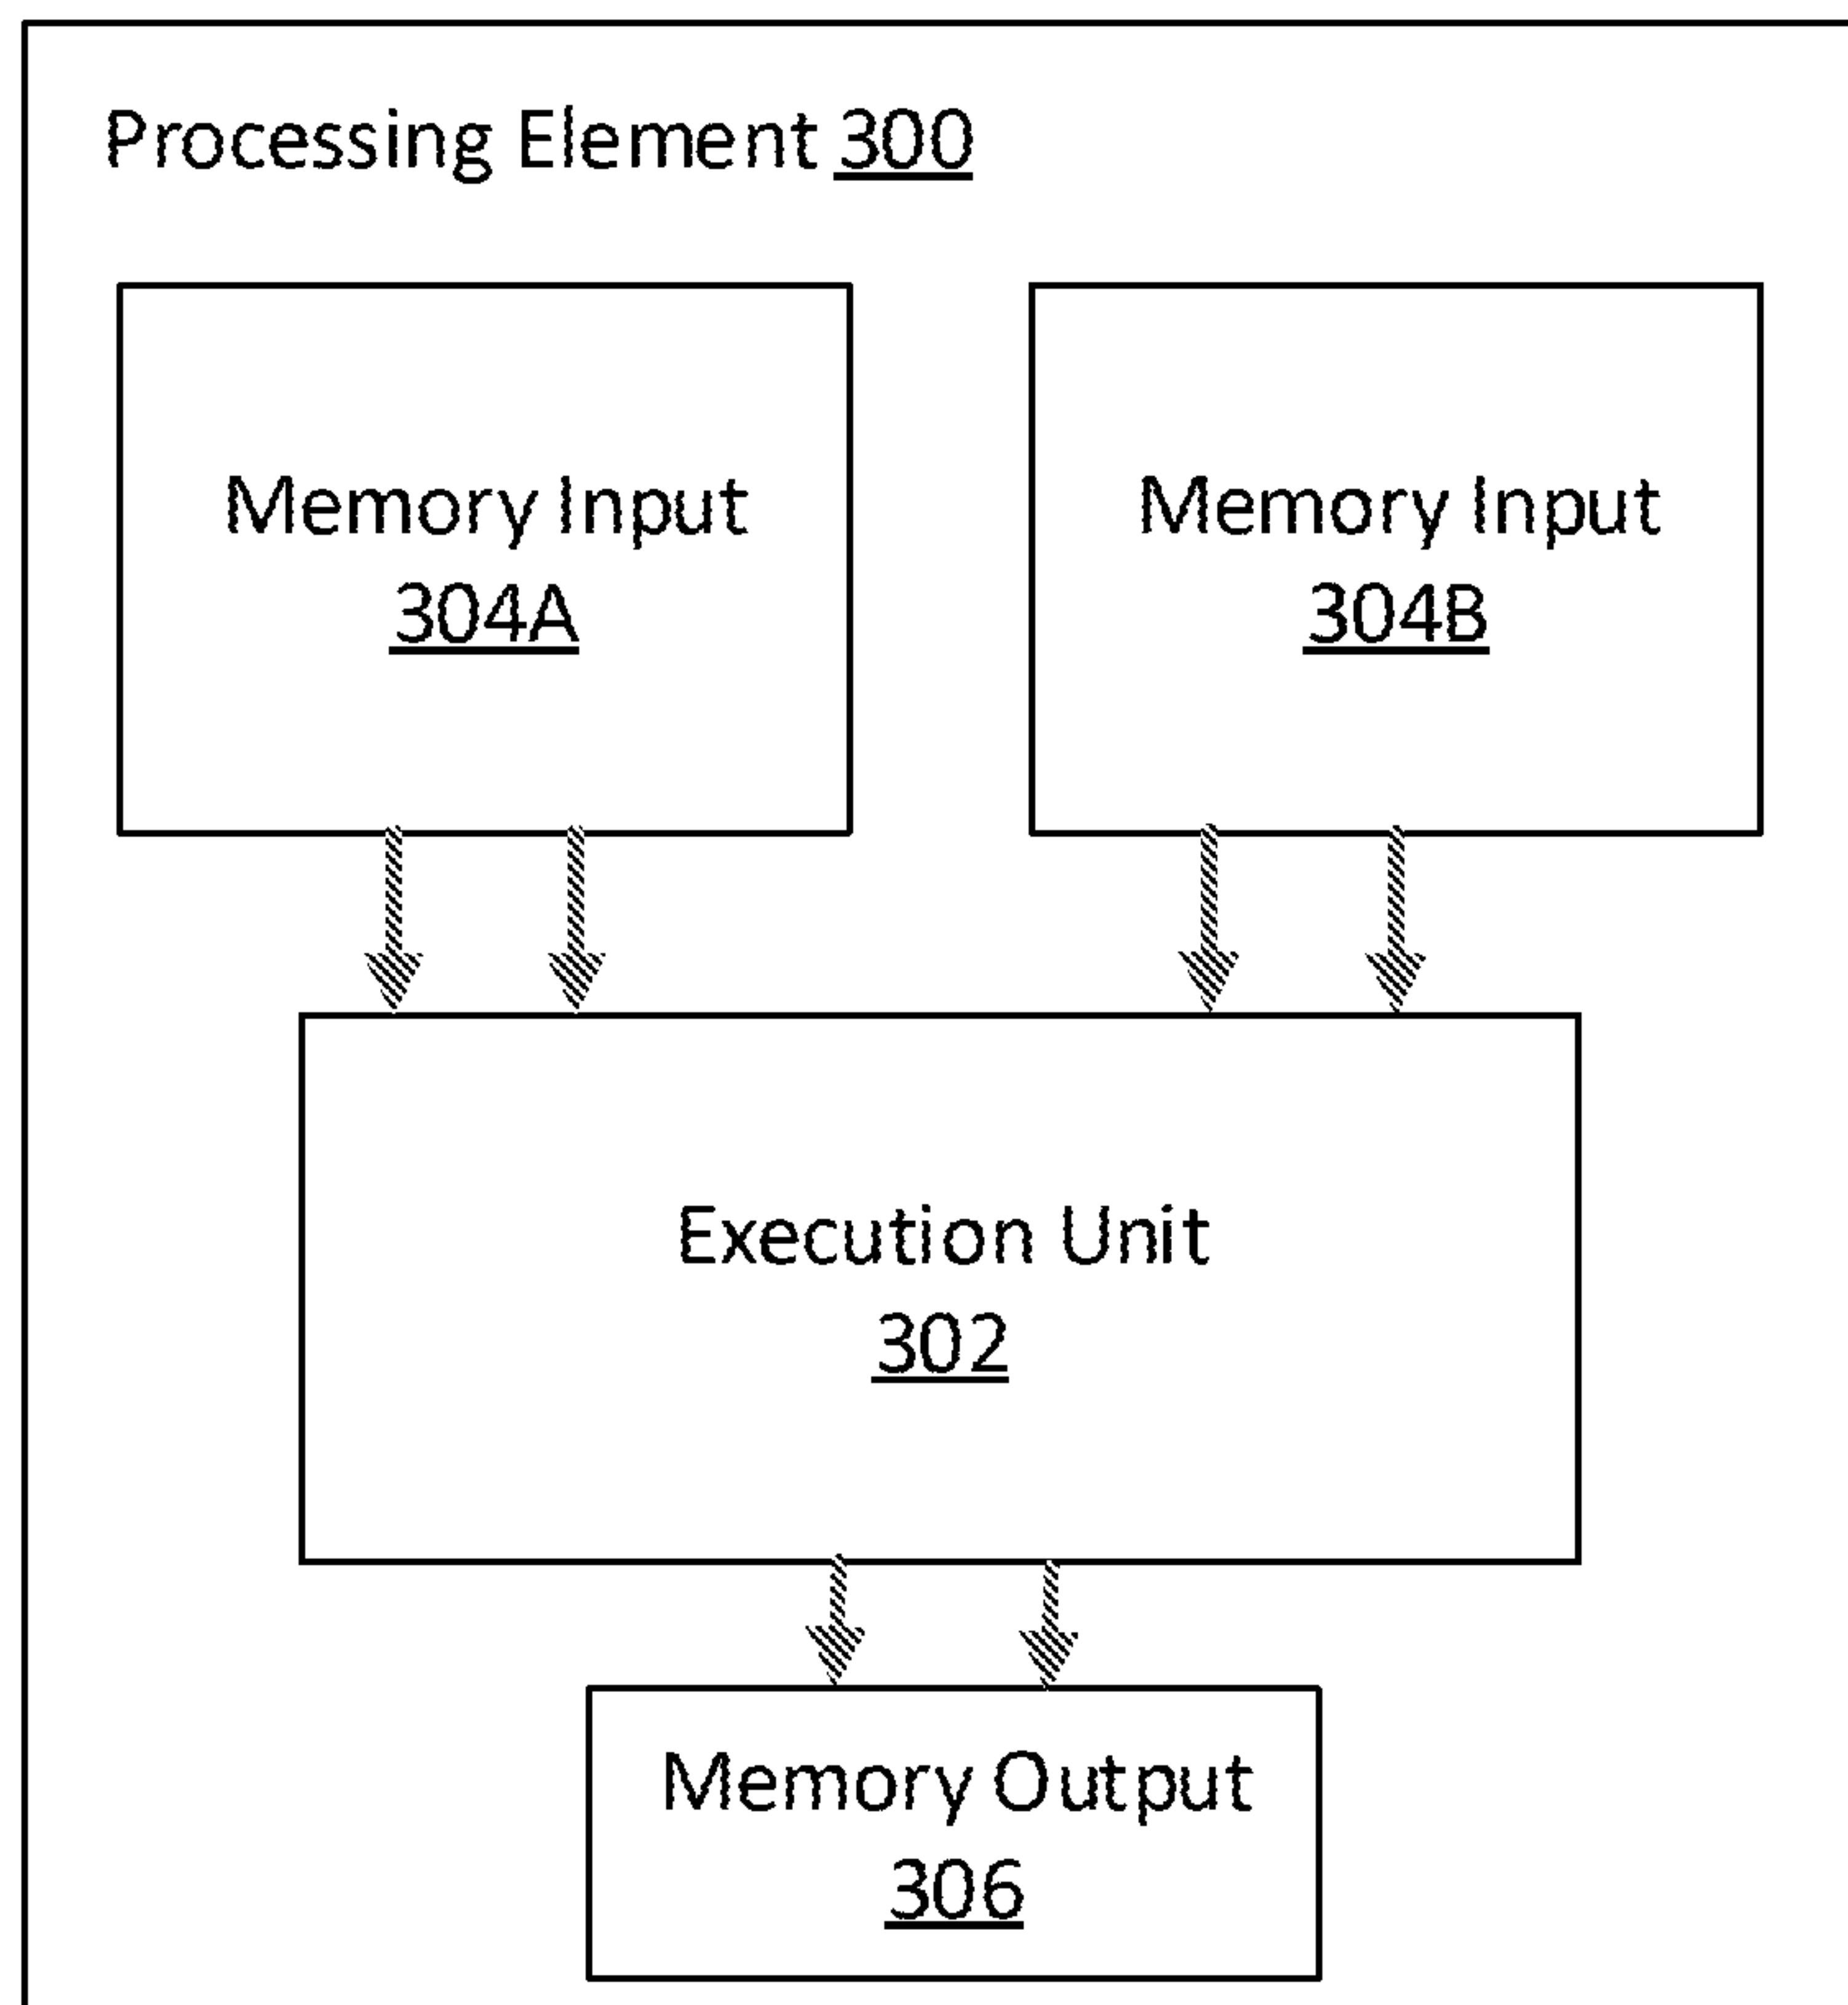 Processing Element 300
Memory Input
304A
Memory Input
304B
Execution Unit
302
Memory Output
306